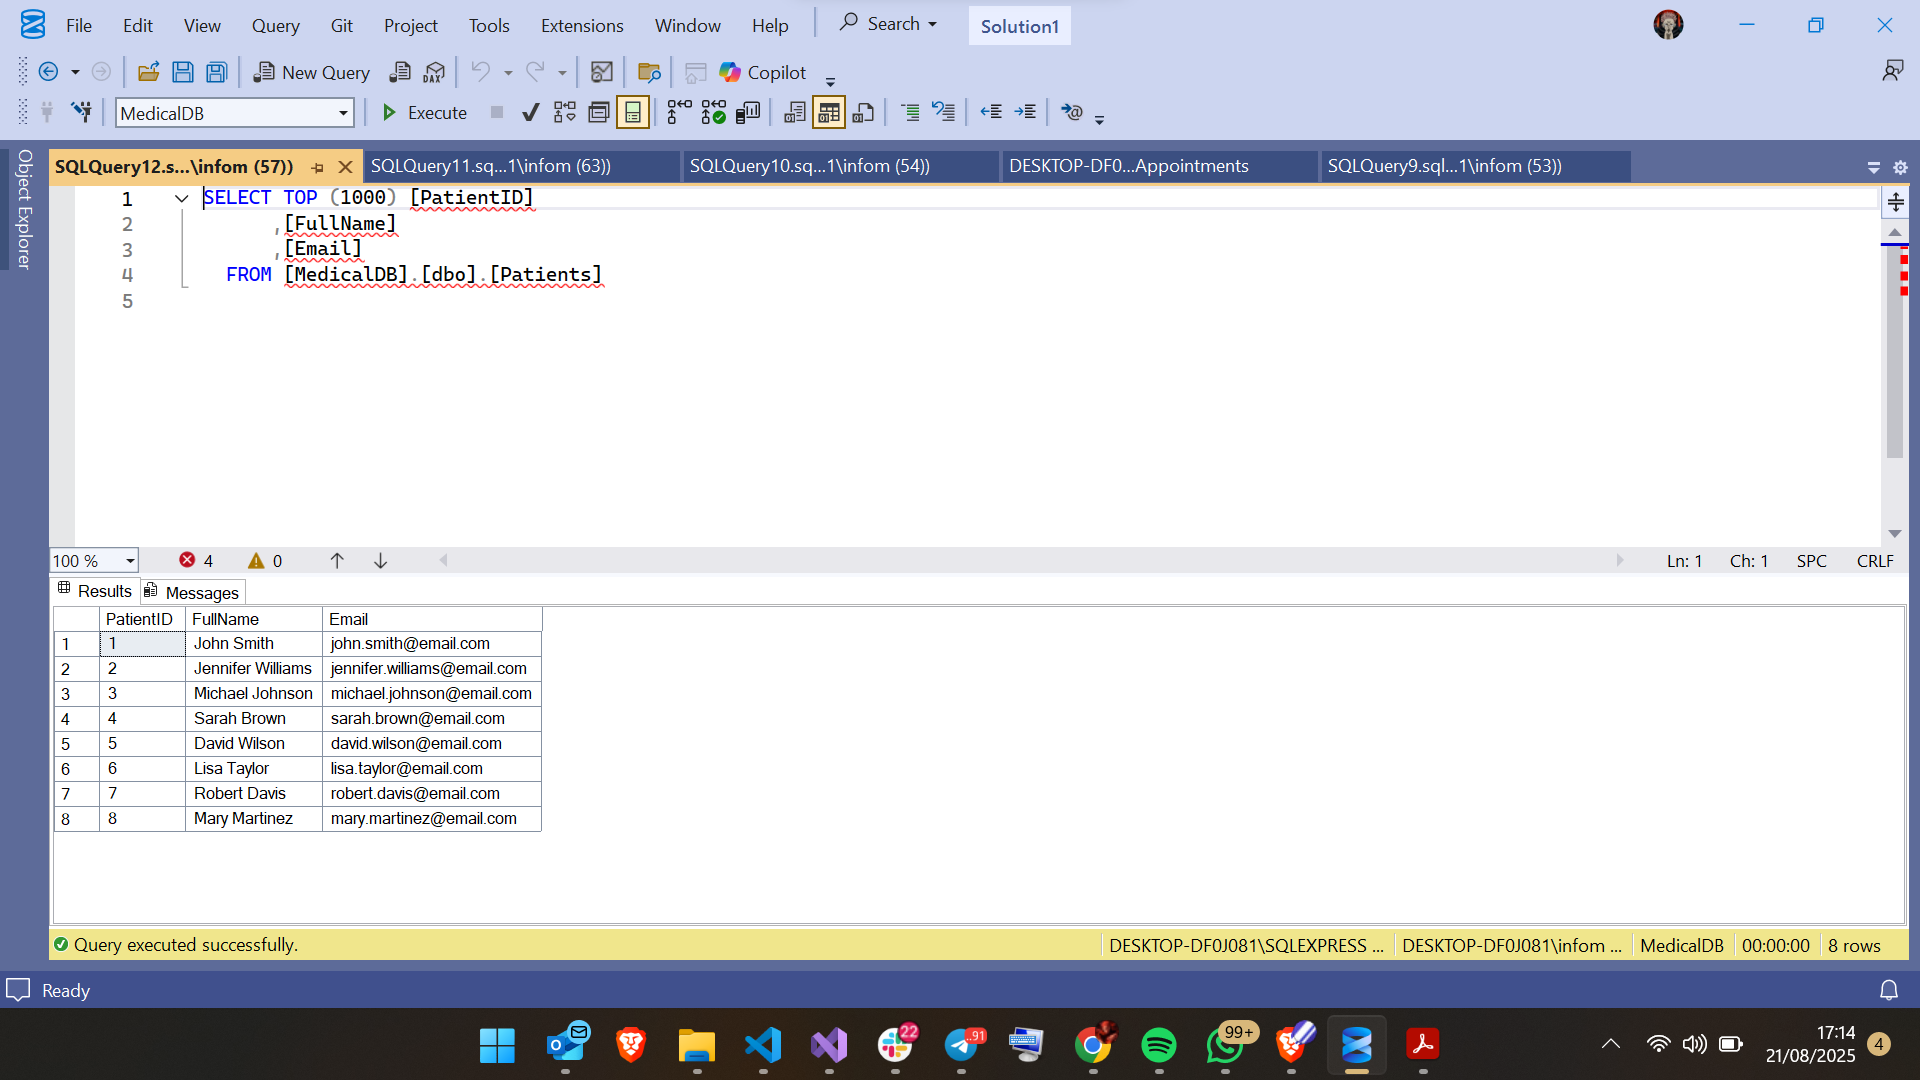 File Edit View Query Git Project Tools Extensions Window Help Search Solution1
New Query DAX Copilot
MedicalDB Execute
Object Explorer
SQLQuery12.s...\infom (57)) SQLQuery11.sq...1\infom (63)) SQLQuery10.sq...1\infom (54)) DESKTOP-DF0...Appointments SQLQuery9.sql...1\infom (53))
1 SELECT TOP (1000) [PatientID]
2 ,[FullName]
3 ,[Email]
4 FROM [MedicalDB].[dbo].[Patients]
5
100 % 4 0 Ln: 1 Ch: 1 SPC CRLF
Results Messages
PatientID FullName Email
1 1 John Smith john.smith@email.com
2 2 Jennifer Williams jennifer.williams@email.com
3 3 Michael Johnson michael.johnson@email.com
4 4 Sarah Brown sarah.brown@email.com
5 5 David Wilson david.wilson@email.com
6 6 Lisa Taylor lisa.taylor@email.com
7 7 Robert Davis robert.davis@email.com
8 8 Mary Martinez mary.martinez@email.com
Query executed successfully. DESKTOP-DF0J081\SQLEXPRESS ... DESKTOP-DF0J081\infom ... MedicalDB 00:00:00 8 rows
Ready
22 ..91 99+ 17:14
21/08/2025 4